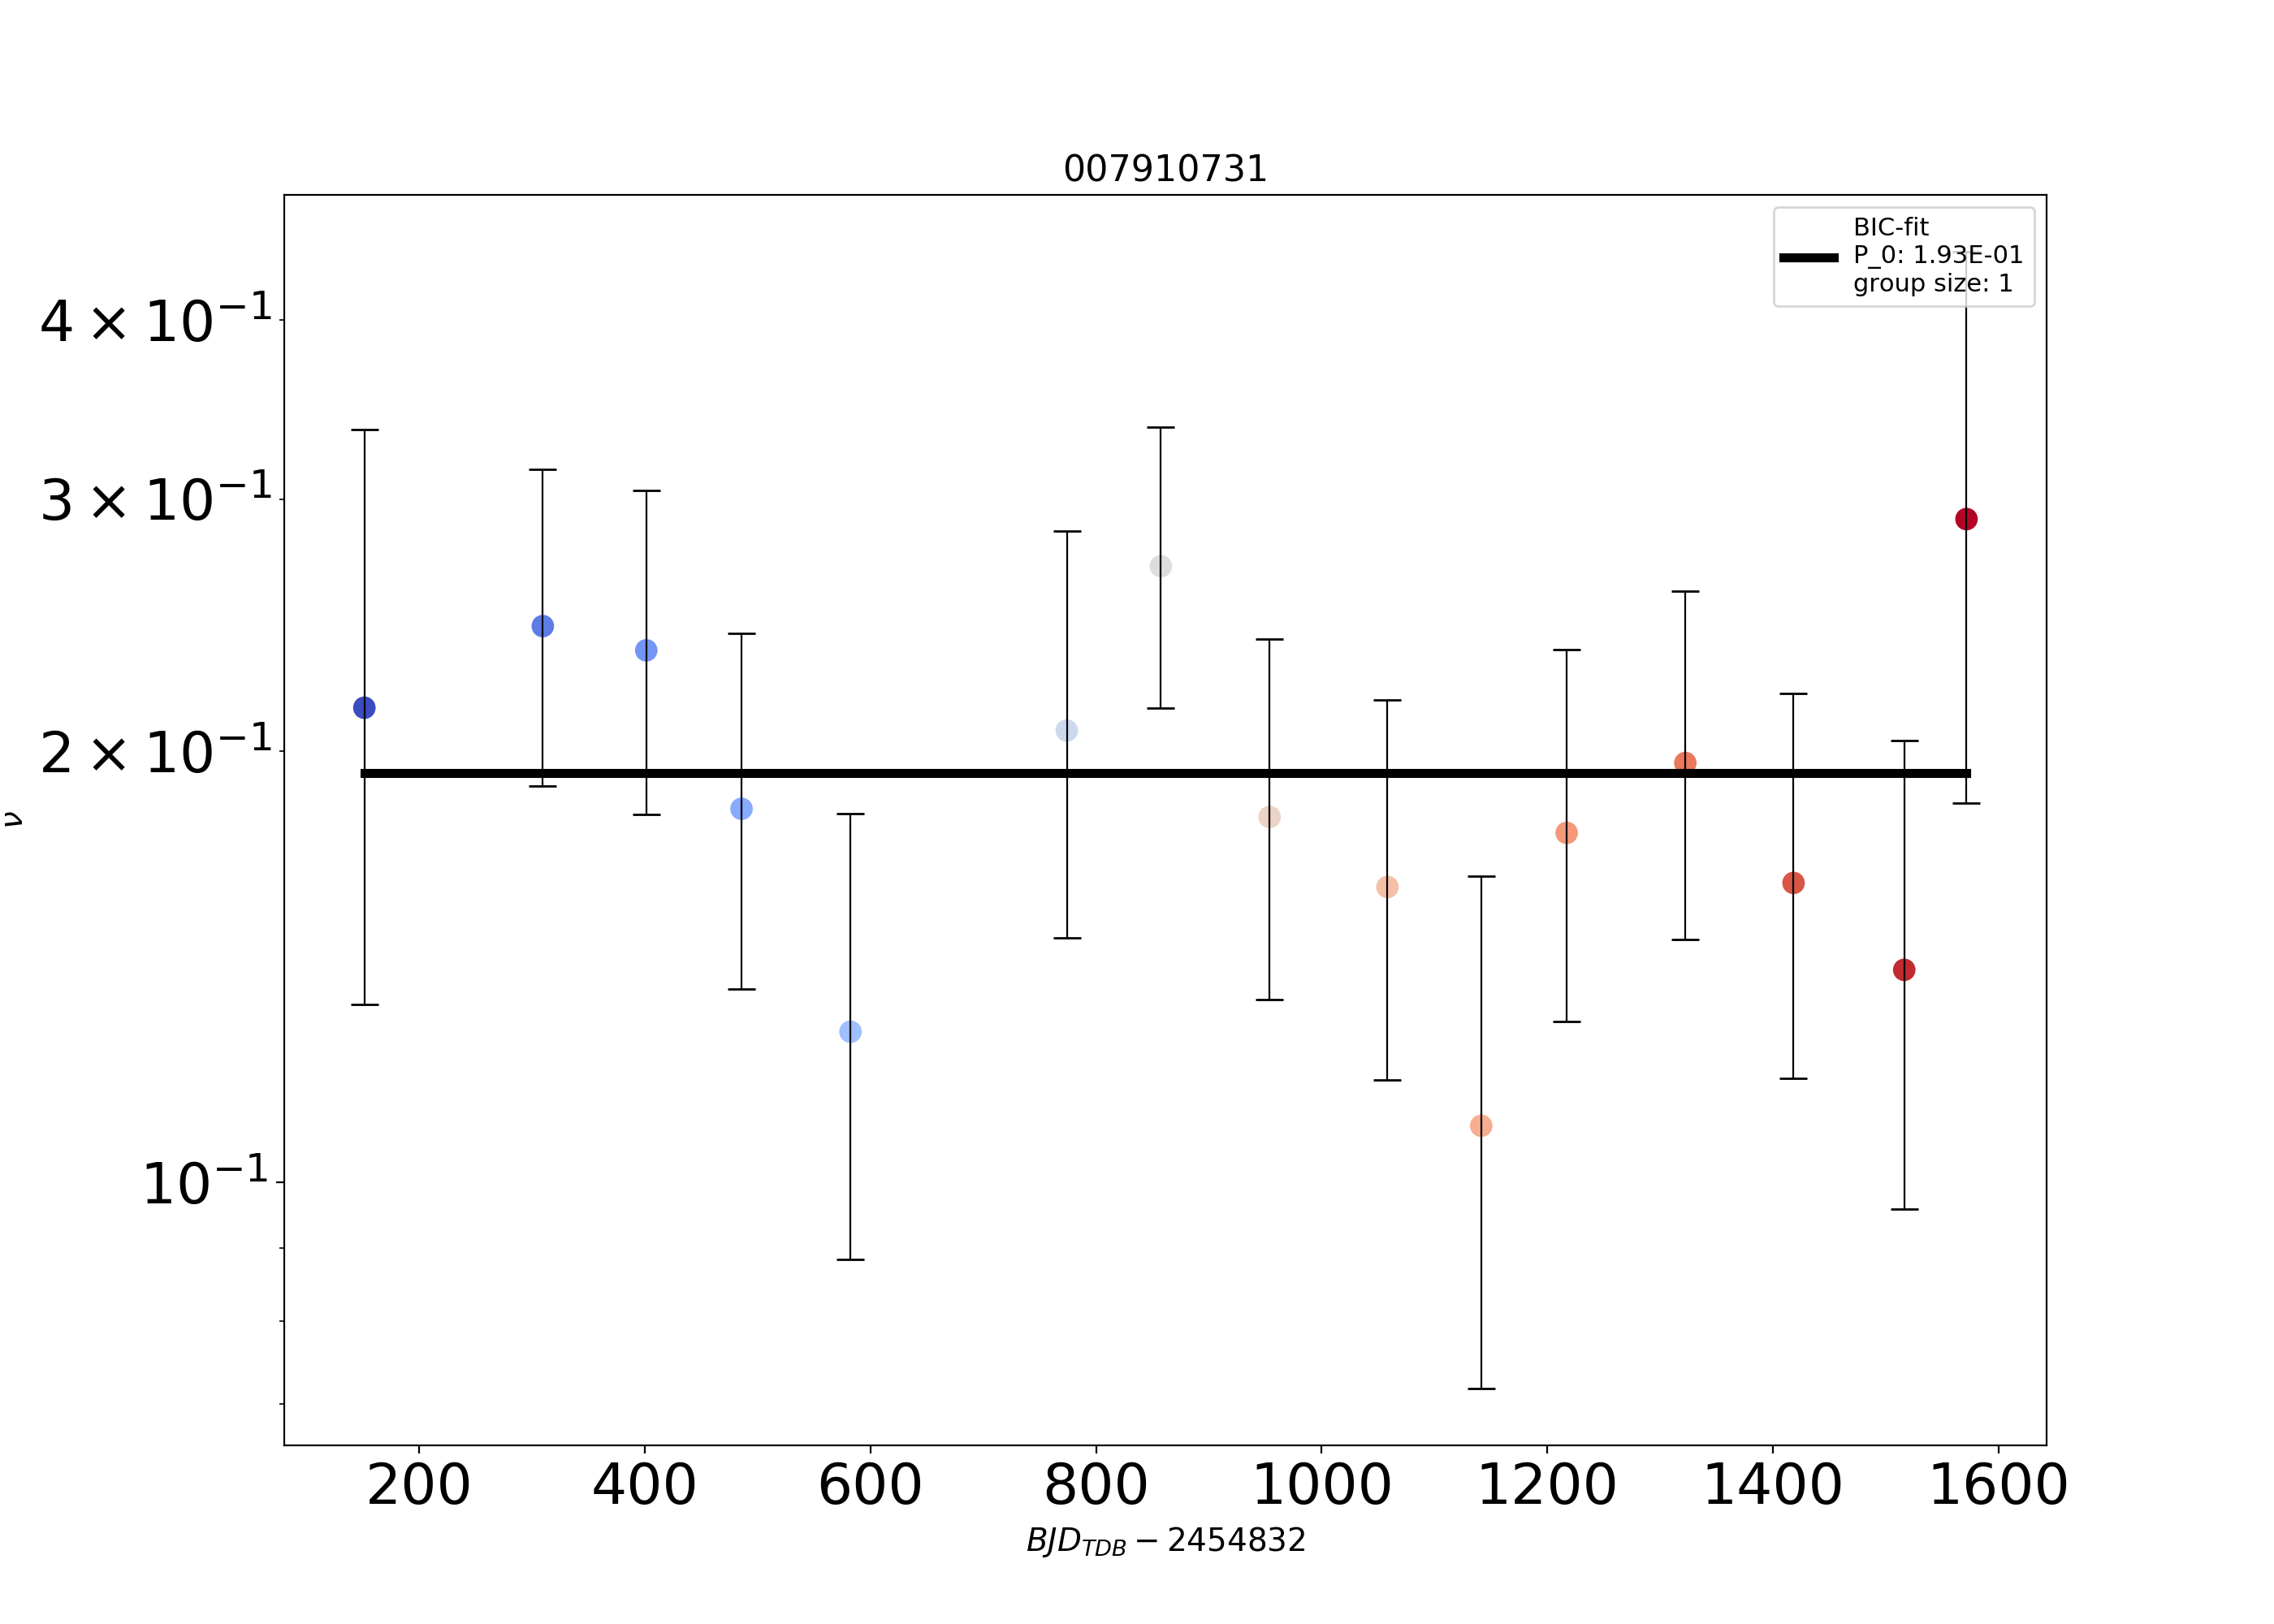 007910731
BIC-fit
P_0: 1.93E-01
group size: 1
4 × 10⁻¹
3 × 10⁻¹
2 × 10⁻¹
10⁻¹
ν
200 400 600 800 1000 1200 1400 1600
BJD_TDB − 2454832